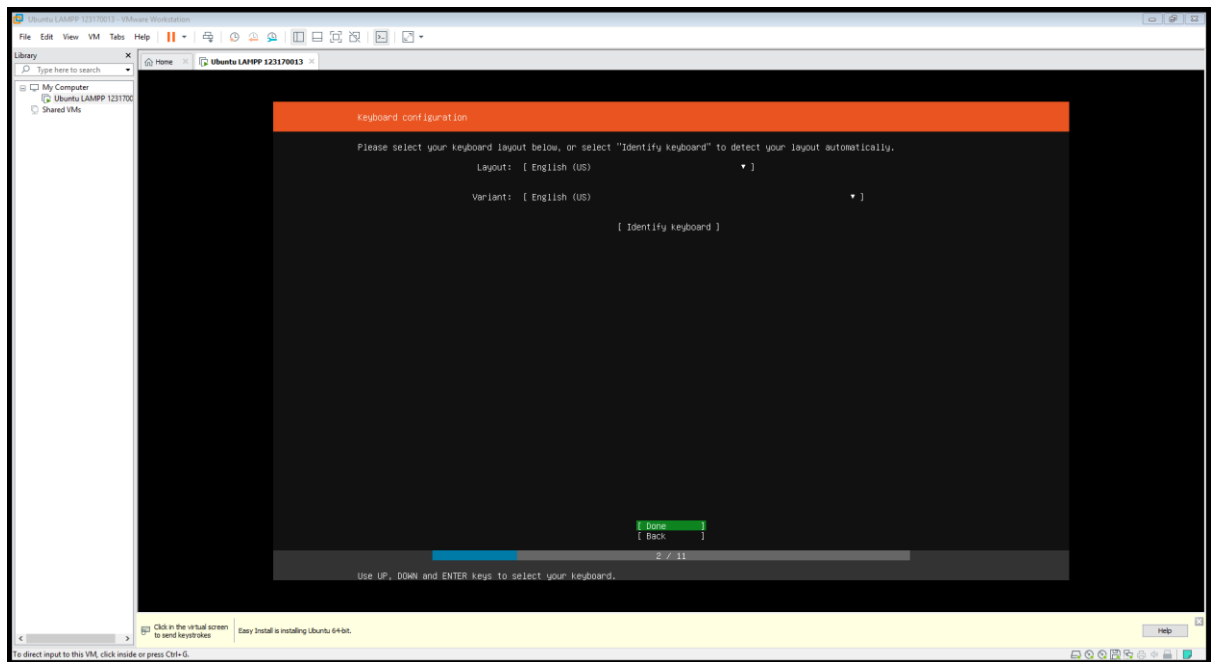 Ubuntu LAMPP 123170013 - VMware Workstation
File Edit View VM Tabs Help
Library
Type here to search
My Computer
Ubuntu LAMPP 1231700
Shared VMs
Home
Ubuntu LAMPP 123170013
Keyboard configuration
Please select your keyboard layout below, or select "Identify keyboard" to detect your layout automatically.
Layout: [ English (US) ▾ ]
Variant: [ English (US) ▾ ]
[ Identify keyboard ]
[ Done ]
[ Back ]
2 / 11
Use UP, DOWN and ENTER keys to select your keyboard.
Click in the virtual screen
to send keystrokes
Easy Install is installing Ubuntu 64-bit.
Help
To direct input to this VM, click inside or press Ctrl+G.